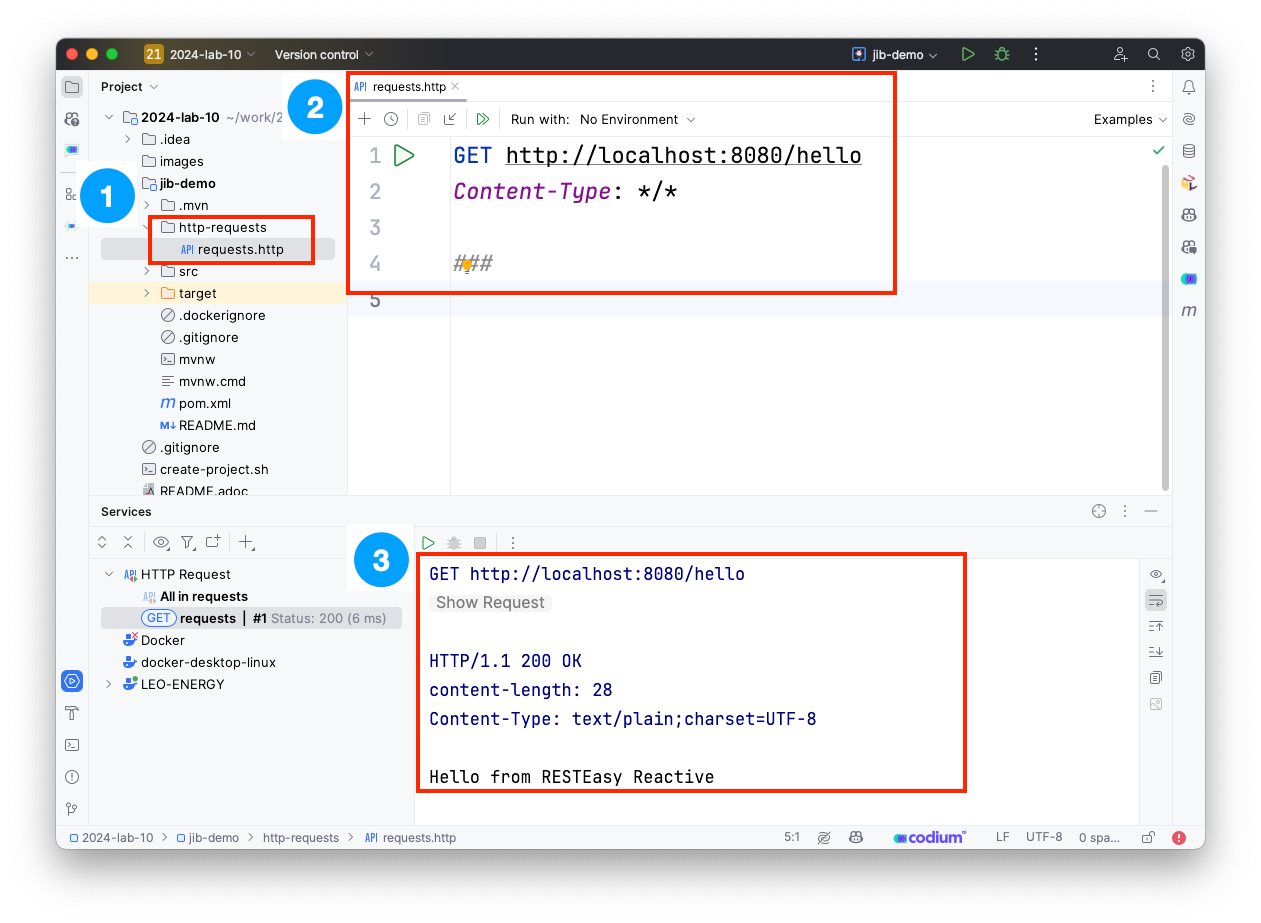 21 2024-lab-10 Version control jib-demo
Project
2024-lab-10 ~/work/2
.idea
images
jib-demo
.mvn
http-requests
API requests.http
src
target
.dockerignore
.gitignore
mvnw
mvnw.cmd
m pom.xml
M↓ README.md
.gitignore
create-project.sh
README.adoc
1
2
API requests.http
Run with: No Environment Examples
1 GET http://localhost:8080/hello
2 Content-Type: */*
3
4 ###
5
m
Services
API HTTP Request
API All in requests
GET requests | #1 Status: 200 (6 ms)
Docker
docker-desktop-linux
LEO-ENERGY
3
GET http://localhost:8080/hello
Show Request
HTTP/1.1 200 OK
content-length: 28
Content-Type: text/plain;charset=UTF-8
Hello from RESTEasy Reactive
2024-lab-10 > jib-demo > http-requests > API requests.http 5:1 codium LF UTF-8 0 spa...